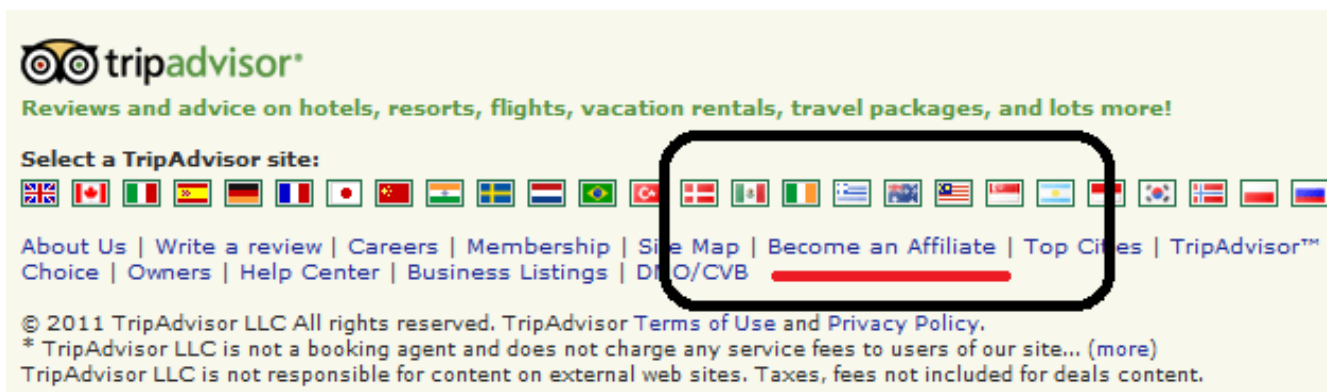 tripadvisor®
Reviews and advice on hotels, resorts, flights, vacation rentals, travel packages, and lots more!
Select a TripAdvisor site:
About Us | Write a review | Careers | Membership | Site Map | Become an Affiliate | Top Cities | TripAdvisor™
Choice | Owners | Help Center | Business Listings | DMO/CVB
© 2011 TripAdvisor LLC All rights reserved. TripAdvisor Terms of Use and Privacy Policy.
* TripAdvisor LLC is not a booking agent and does not charge any service fees to users of our site... (more)
TripAdvisor LLC is not responsible for content on external web sites. Taxes, fees not included for deals content.